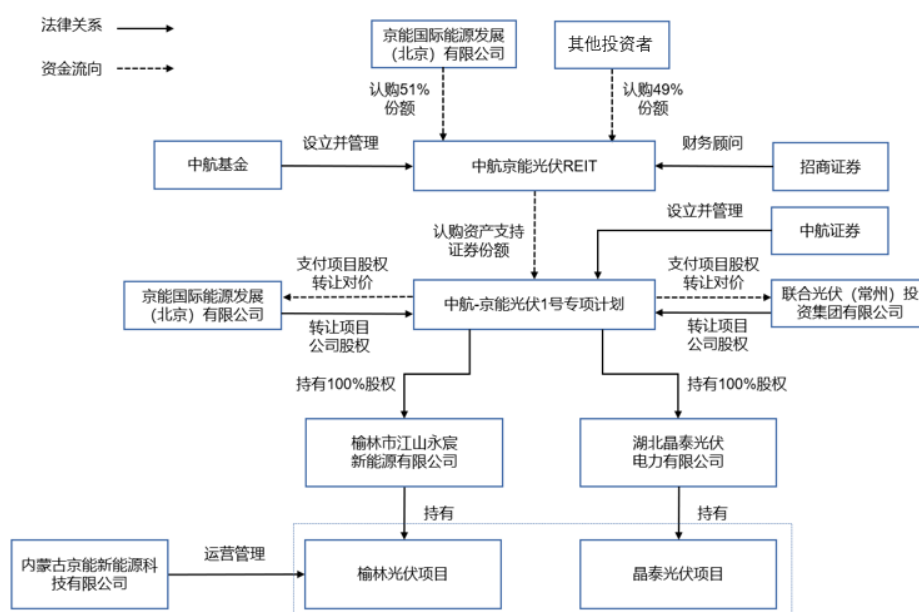 法律关系
资金流向
京能国际能源发展
（北京）有限公司
其他投资者
认购51%
份额
认购49%
份额
中航基金
设立并管理
中航京能光伏REIT
财务顾问
招商证券
认购资产支持
证券份额
设立并管理
中航证券
京能国际能源发展
（北京）有限公司
支付项目股权
转让对价
转让项目
公司股权
中航-京能光伏1号专项计划
支付项目股权
转让对价
转让项目
公司股权
联合光伏（常州）投
资集团有限公司
持有100%股权
持有100%股权
榆林市江山永宸
新能源有限公司
湖北晶泰光伏
电力有限公司
持有
持有
内蒙古京能新能源科
技有限公司
运营管理
榆林光伏项目
晶泰光伏项目